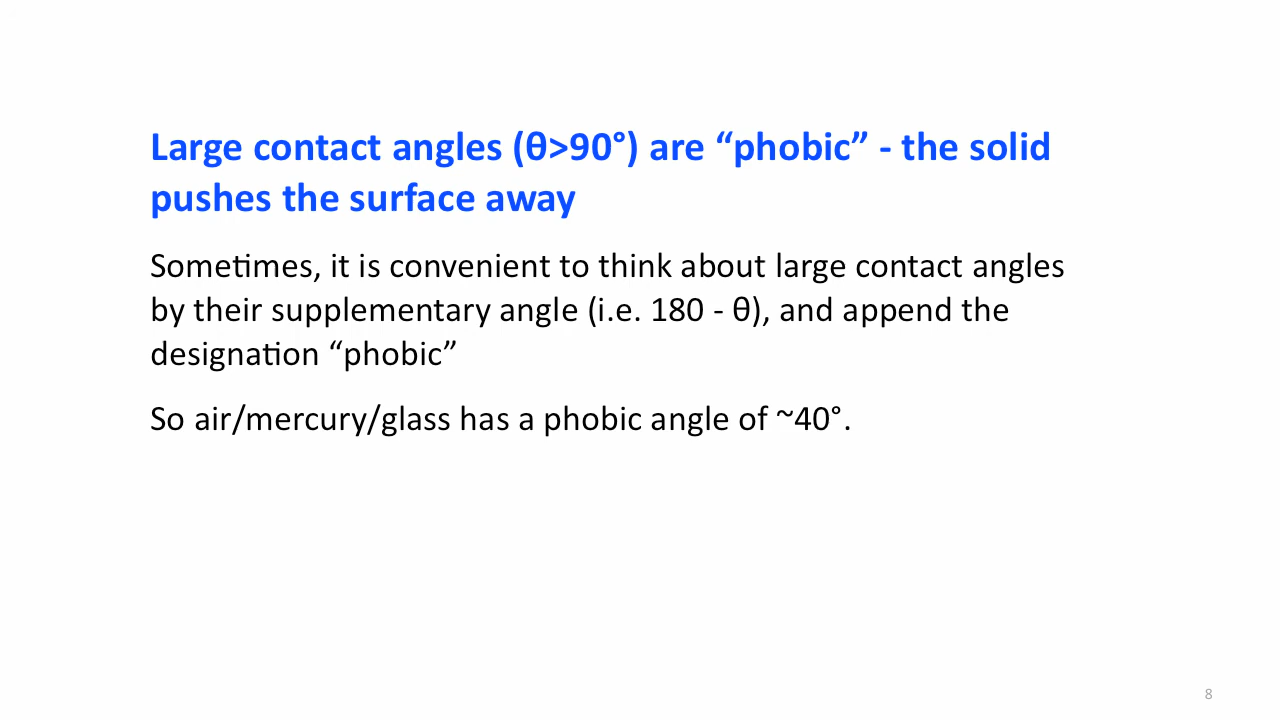 Large contact angles (θ>90°) are “phobic” - the solid
pushes the surface away
Sometimes, it is convenient to think about large contact angles
by their supplementary angle (i.e. 180 - θ), and append the
designation “phobic”
So air/mercury/glass has a phobic angle of ~40°.
8